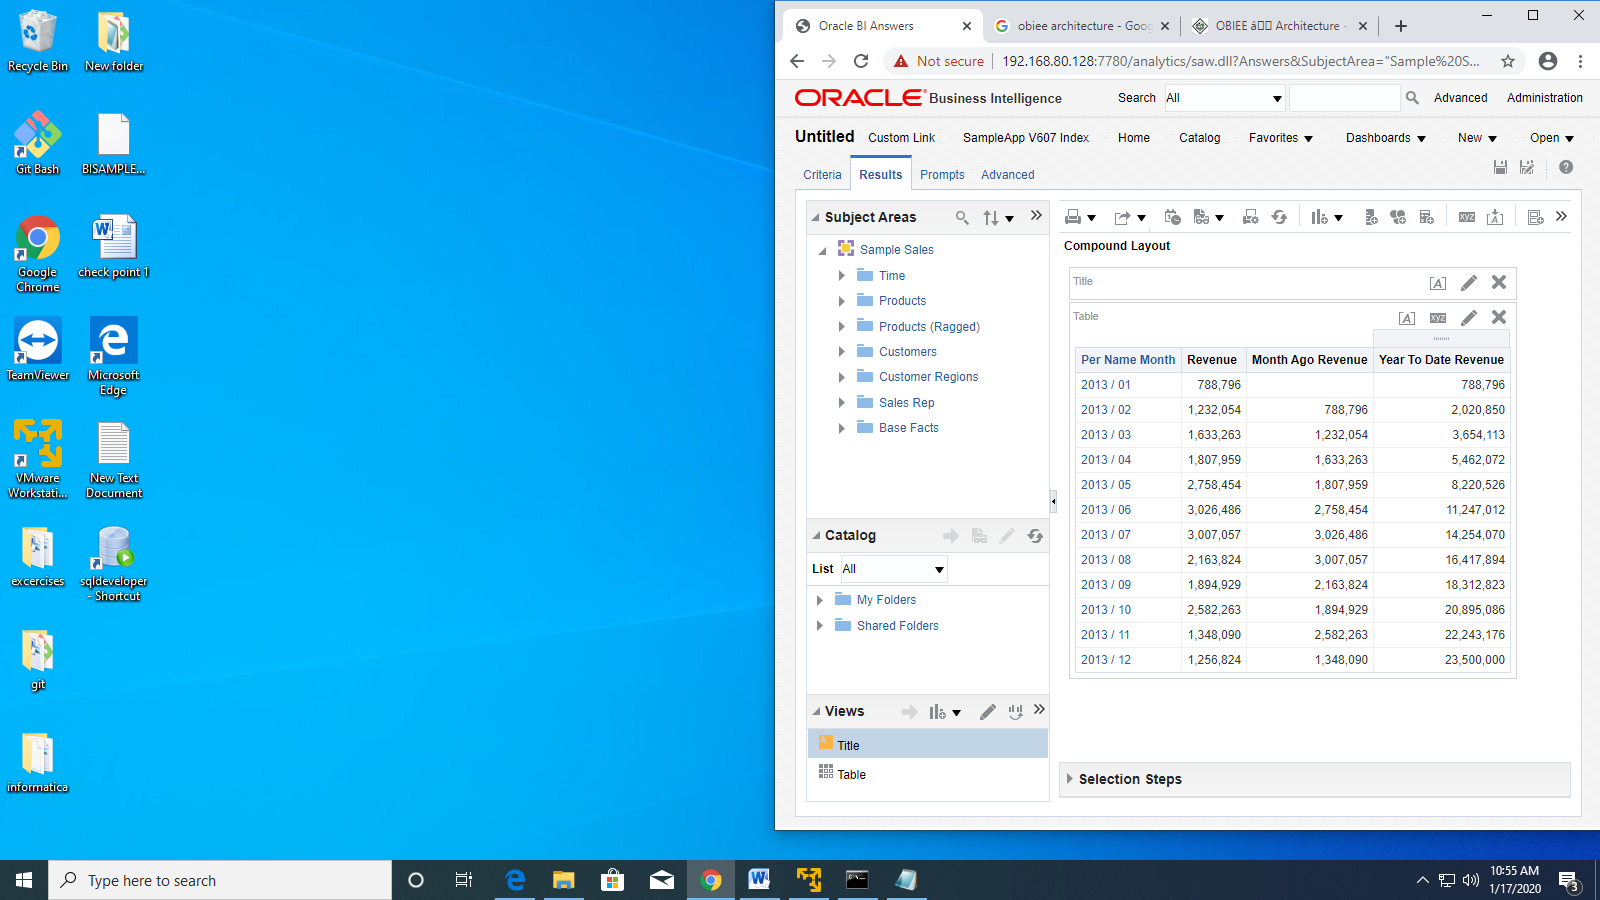 Recycle Bin
New folder
Git Bash
BISAMPLE...
Google
Chrome
check point 1
TeamViewer
Microsoft
Edge
VMware
Workstati...
New Text
Document
excercises
sqldeveloper
- Shortcut
git
informatica
Oracle BI Answers
obiee architecture - Goo
OBIEE â Architecture -
Not secure
192.168.80.128:7780/analytics/saw.dll?Answers&SubjectArea="Sample%20S...
ORACLE Business Intelligence
Search
All
Advanced
Administration
Untitled
Custom Link
SampleApp V607 Index
Home
Catalog
Favorites
Dashboards
New
Open
Criteria
Results
Prompts
Advanced
Subject Areas
Sample Sales
Time
Products
Products (Ragged)
Customers
Customer Regions
Sales Rep
Base Facts
Catalog
List All
My Folders
Shared Folders
Views
Title
Table
Compound Layout
Title
Table
Per Name Month Revenue Month Ago Revenue Year To Date Revenue
2013 / 01 788,796 788,796
2013 / 02 1,232,054 788,796 2,020,850
2013 / 03 1,633,263 1,232,054 3,654,113
2013 / 04 1,807,959 1,633,263 5,462,072
2013 / 05 2,758,454 1,807,959 8,220,526
2013 / 06 3,026,486 2,758,454 11,247,012
2013 / 07 3,007,057 3,026,486 14,254,070
2013 / 08 2,163,824 3,007,057 16,417,894
2013 / 09 1,894,929 2,163,824 18,312,823
2013 / 10 2,582,263 1,894,929 20,895,086
2013 / 11 1,348,090 2,582,263 22,243,176
2013 / 12 1,256,824 1,348,090 23,500,000
Selection Steps
Type here to search
10:55 AM
1/17/2020
3